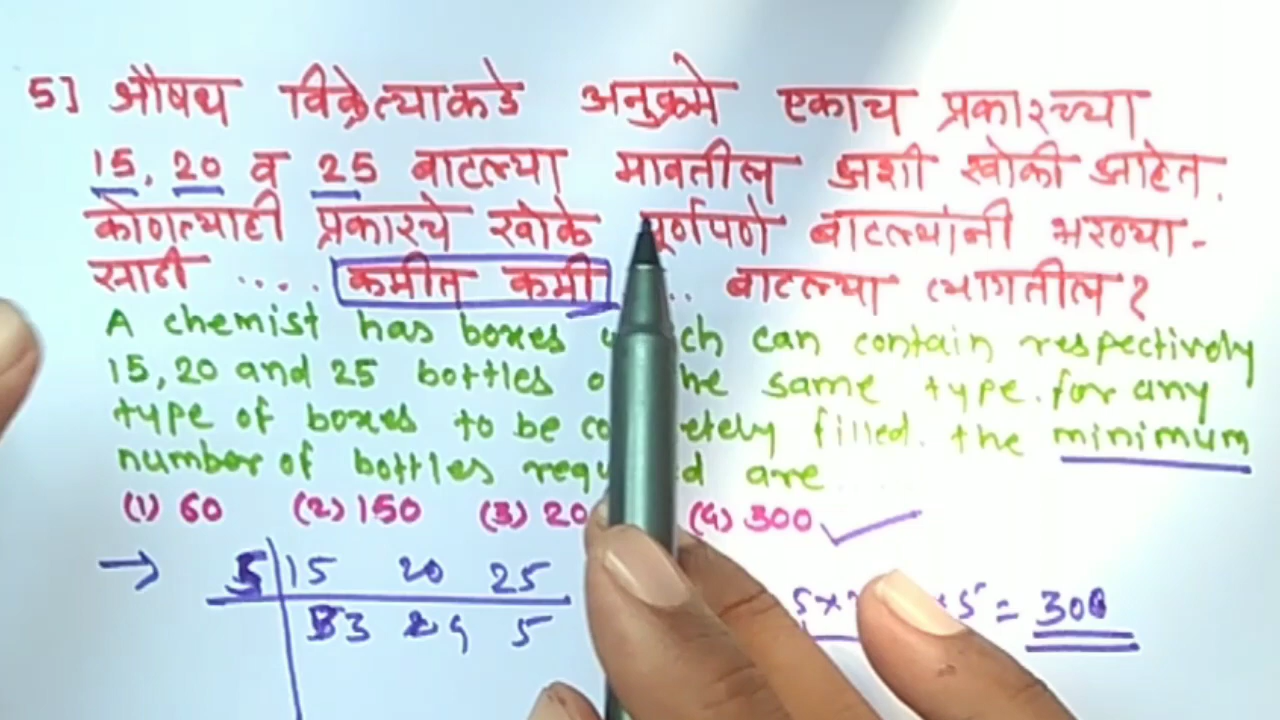 5] औषध विक्रेत्याकडे अनुक्रमे एकाच प्रकारच्या
15, 20 व 25 बाटल्या मावतील अशी खोकी आहेत.
कोणत्याही प्रकारचे खोके पूर्णपणे बाटल्यांनी भरण्या-
साठी .... कमीत कमी .. बाटल्या लागतील?
A chemist has boxes which can contain respectively
15, 20 and 25 bottles of the same type. for any
type of boxes to be completely filled. the minimum
number of bottles required are
(1) 60 (2) 150 (3) 20 (4) 300
→ 5 15 20 25
3 4 5
5 = 300